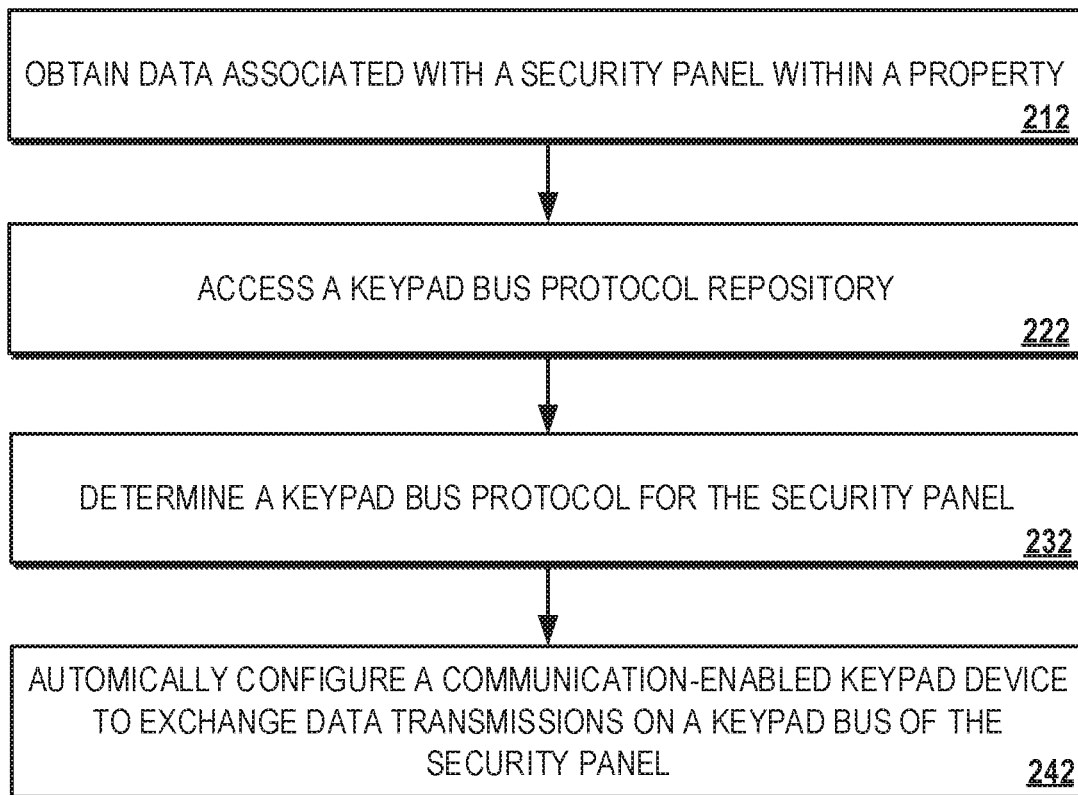 OBTAIN DATA ASSOCIATED WITH A SECURITY PANEL WITHIN A PROPERTY
212
ACCESS A KEYPAD BUS PROTOCOL REPOSITORY
222
DETERMINE A KEYPAD BUS PROTOCOL FOR THE SECURITY PANEL
232
AUTOMICALLY CONFIGURE A COMMUNICATION-ENABLED KEYPAD DEVICE
TO EXCHANGE DATA TRANSMISSIONS ON A KEYPAD BUS OF THE
SECURITY PANEL
242